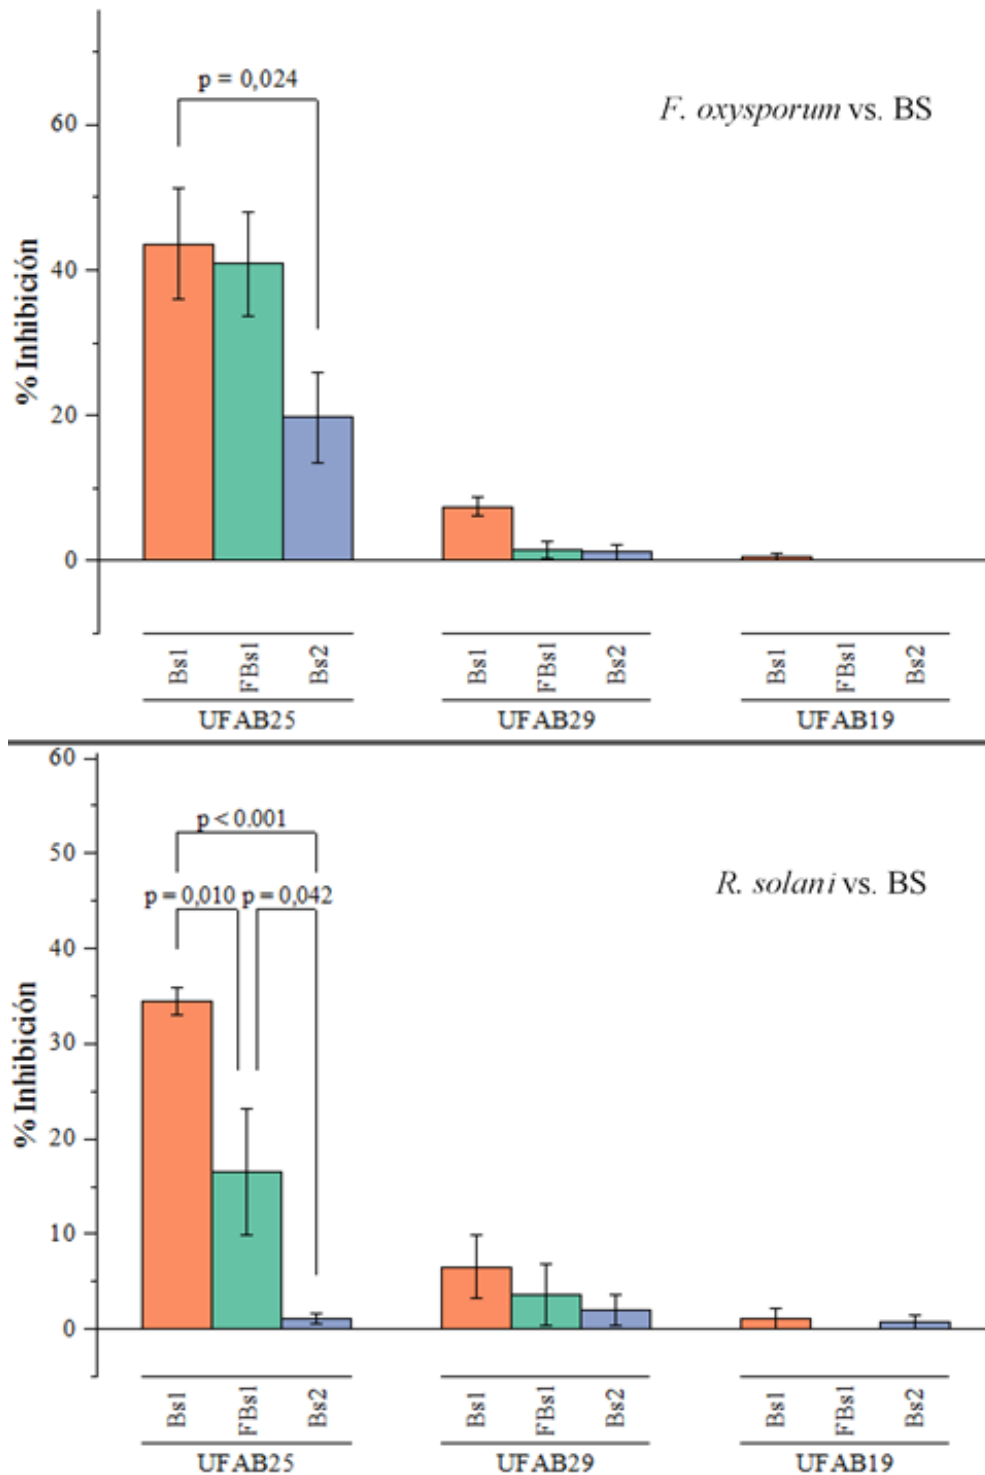 p = 0,024
F. oxysporum vs. BS
% Inhibición
60
40
20
0
Bs1 FBs1 Bs2 Bs1 FBs1 Bs2 Bs1 FBs1 Bs2
UFAB25 UFAB29 UFAB19
60
p < 0.001
50
R. solani vs. BS
p = 0,010 p = 0,042
40
% Inhibición
30
20
10
0
Bs1 FBs1 Bs2 Bs1 FBs1 Bs2 Bs1 FBs1 Bs2
UFAB25 UFAB29 UFAB19